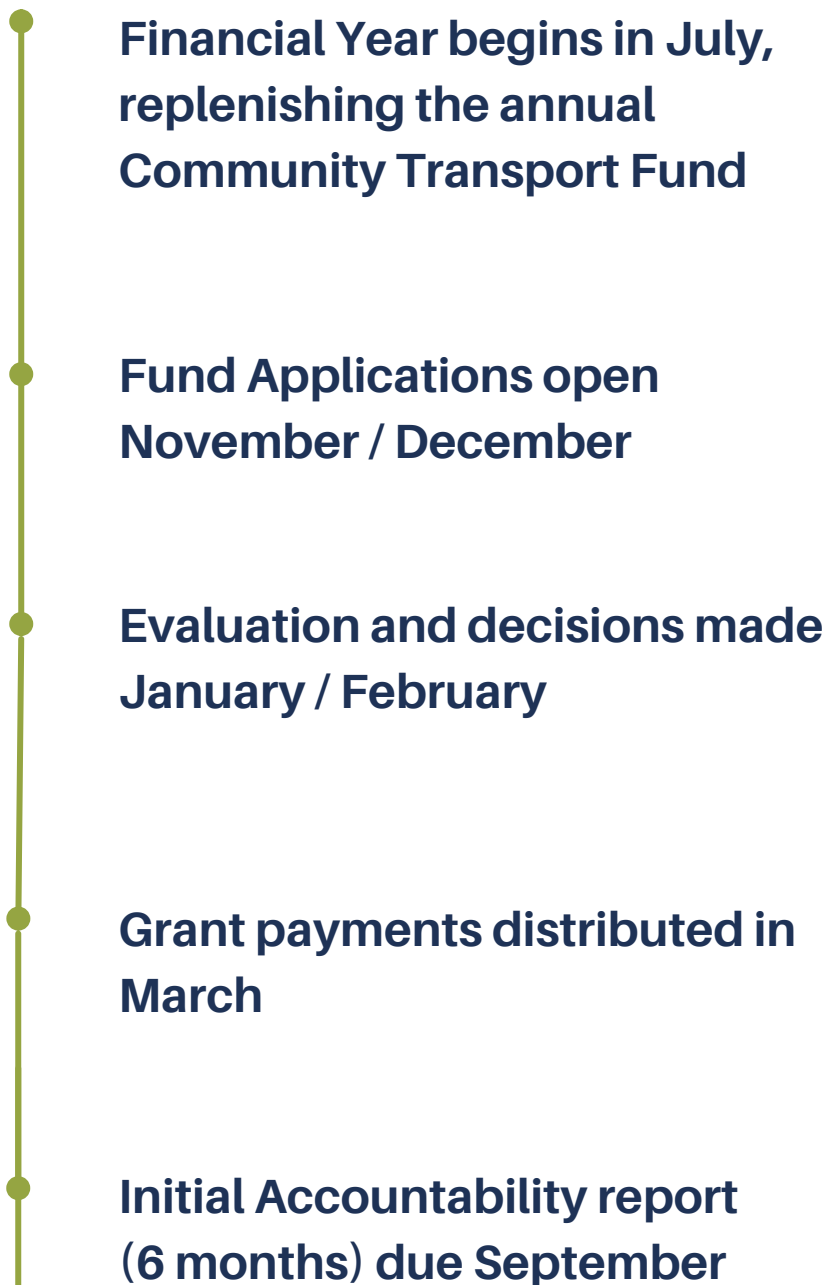 Financial Year begins in July,
replenishing the annual
Community Transport Fund
Fund Applications open
November / December
Evaluation and decisions made
January / February
Grant payments distributed in
March
Initial Accountability report
(6 months) due September